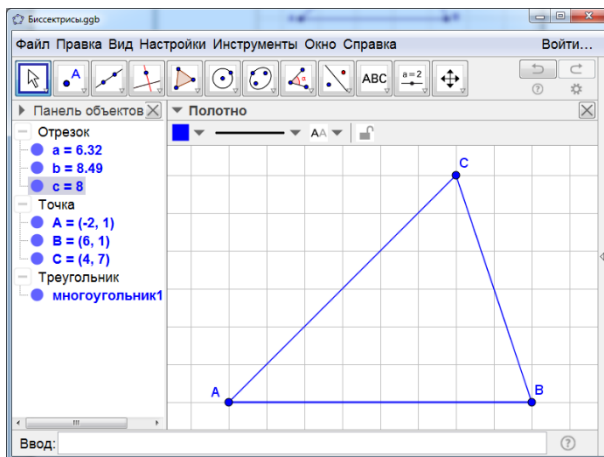 Биссектрисы.ggb
Файл Правка Вид Настройки Инструменты Окно Справка Войти...
A ABC a=2
Панель объектов Полотно
AA
Отрезок
a = 6.32
b = 8.49
c = 8
Точка
A = (-2, 1)
B = (6, 1)
C = (4, 7)
Треугольник
многоугольник1
C
A
B
Ввод: